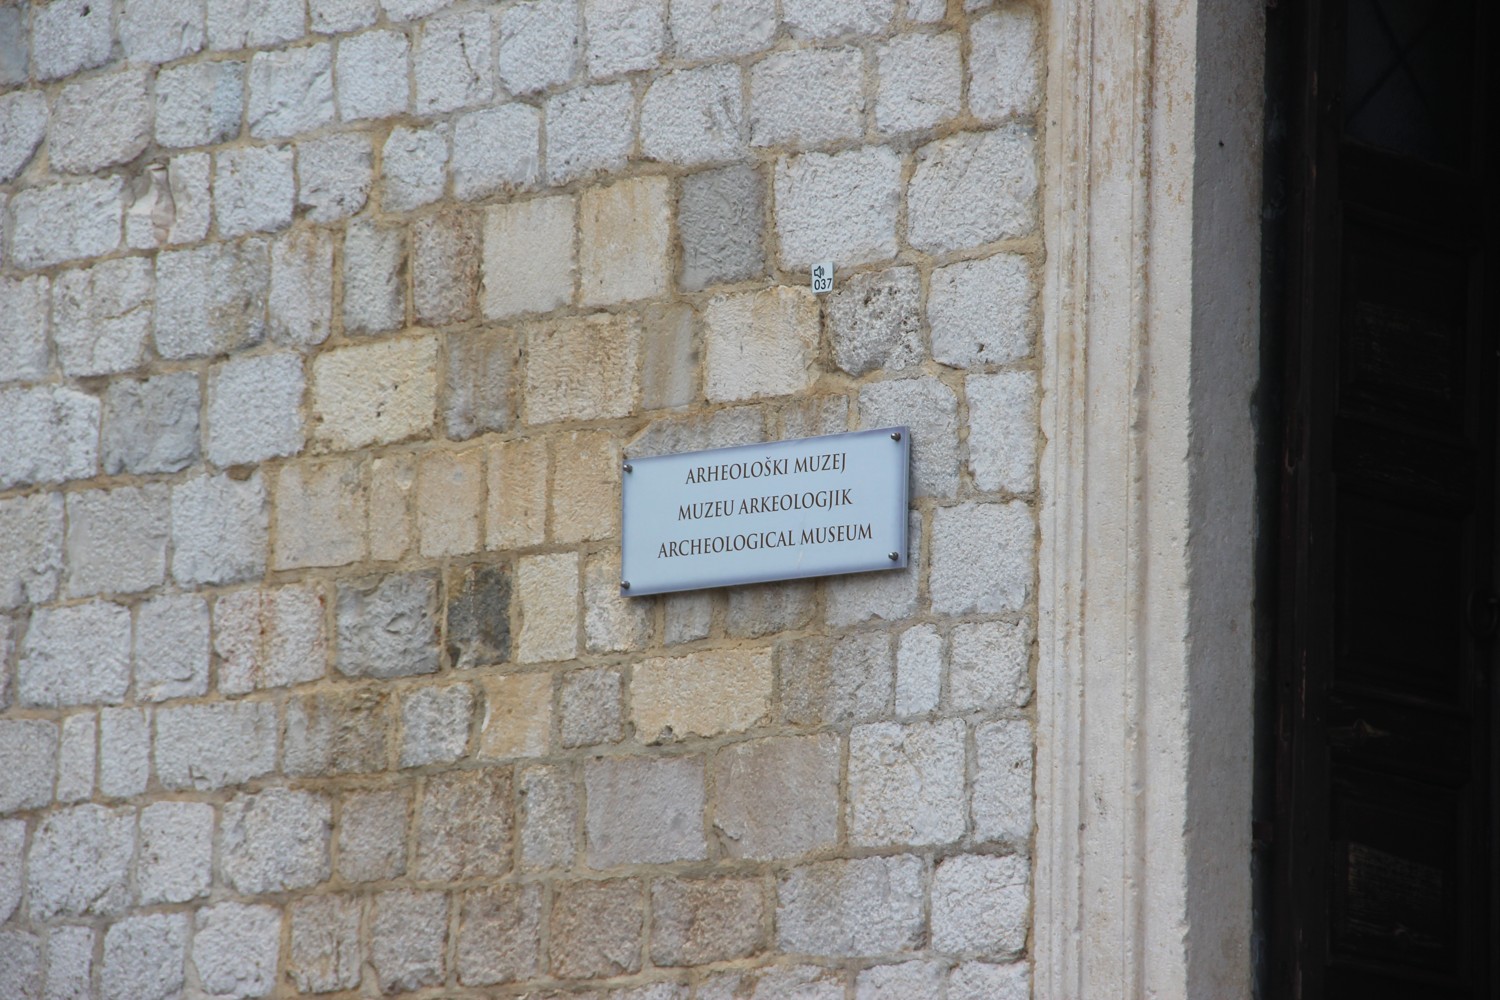 037
ARHEOLOŠKI MUZEJ
MUZEU ARKEOLOGJIK
ARCHEOLOGICAL MUSEUM